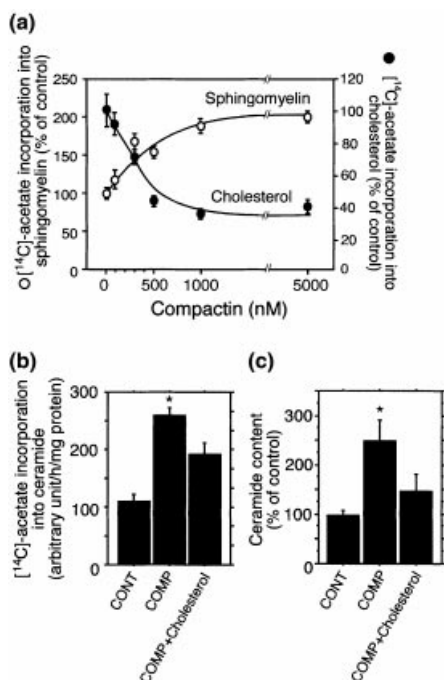 (a)
O[¹⁴C]-acetate incorporation into
sphingomyelin (% of control)
250
200
150
100
50
0
Sphingomyelin
Cholesterol
120
100
80
60
40
20
0
● [¹⁴C]-acetate incorporation into
cholesterol (% of control)
0
500
1000
5000
Compactin (nM)
(b)
[¹⁴C]-acetate incorporation
into ceramide
(arbitrary unit/h/mg protein)
300
200
100
0
*
CONT
COMP
COMP+Cholesterol
(c)
Ceramide content
(% of control)
300
200
100
0
*
CONT
COMP
COMP+Cholesterol